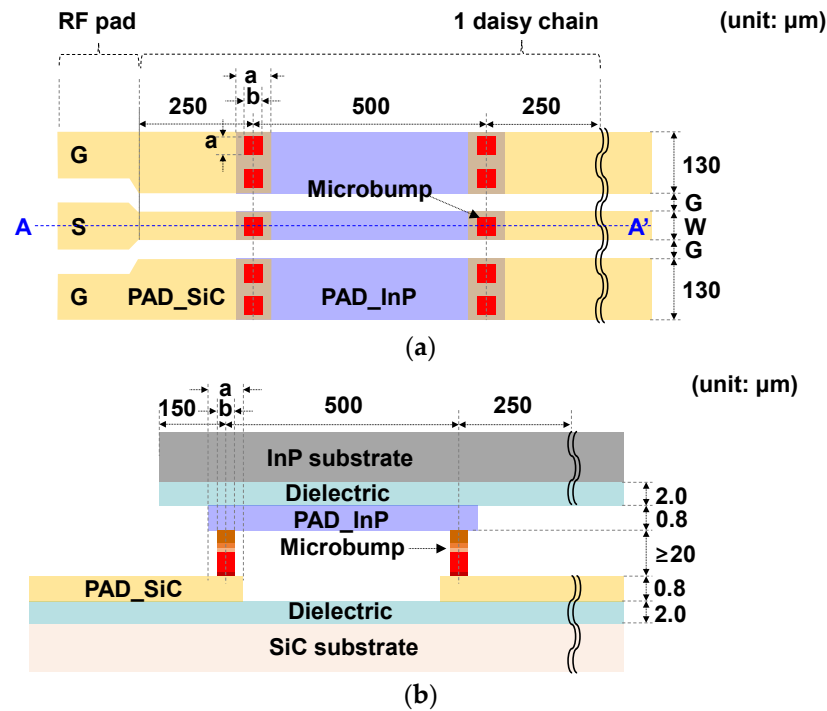 RF pad 1 daisy chain (unit: µm)
a
b
250 500 250
a
G
130
Microbump
G
A S A' W
G
G PAD_SiC PAD_InP 130
(a)
a (unit: µm)
b
150 500 250
InP substrate
Dielectric 2.0
PAD_InP 0.8
Microbump ≥20
PAD_SiC 0.8
Dielectric 2.0
SiC substrate
(b)